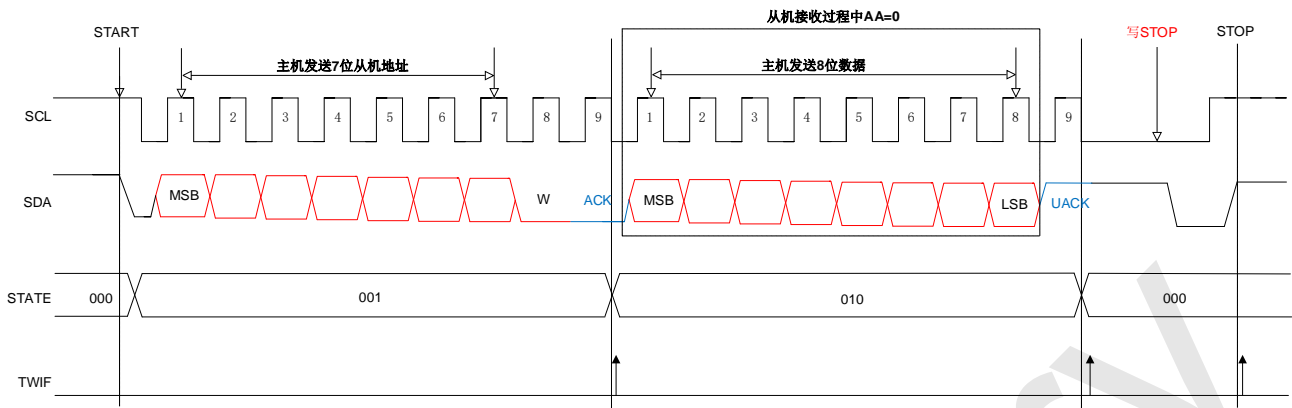 从机接收过程中AA=0
START
写STOP
STOP
主机发送7位从机地址
主机发送8位数据
SCL
1 2 3 4 5 6 7 8 9 1 2 3 4 5 6 7 8 9
SDA
MSB W ACK MSB LSB UACK
STATE 000 001 010 000
TWIF